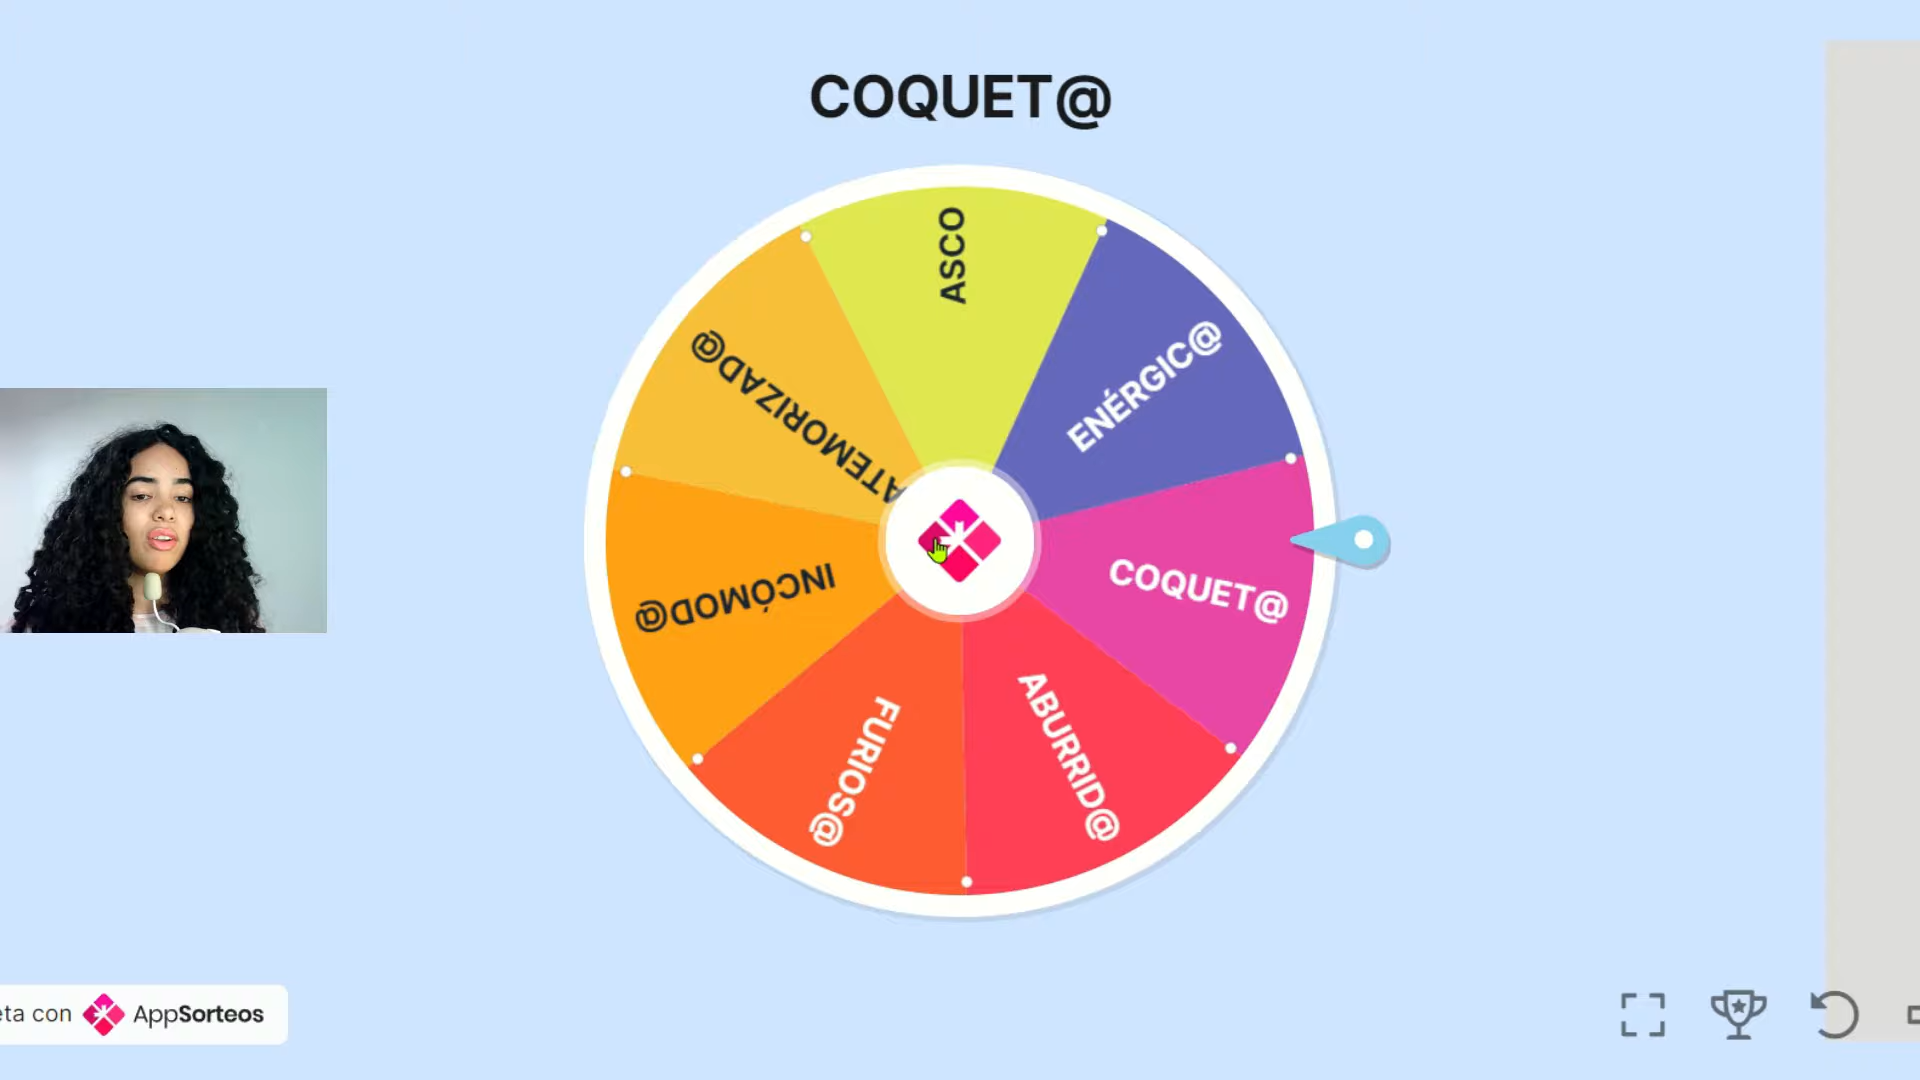 COQUET@
ASCO
ENÉRGIC@
COQUET@
ABURRID@
FURIOS@
INCÓMOD@
ATEMORIZAD@
eta con AppSorteos